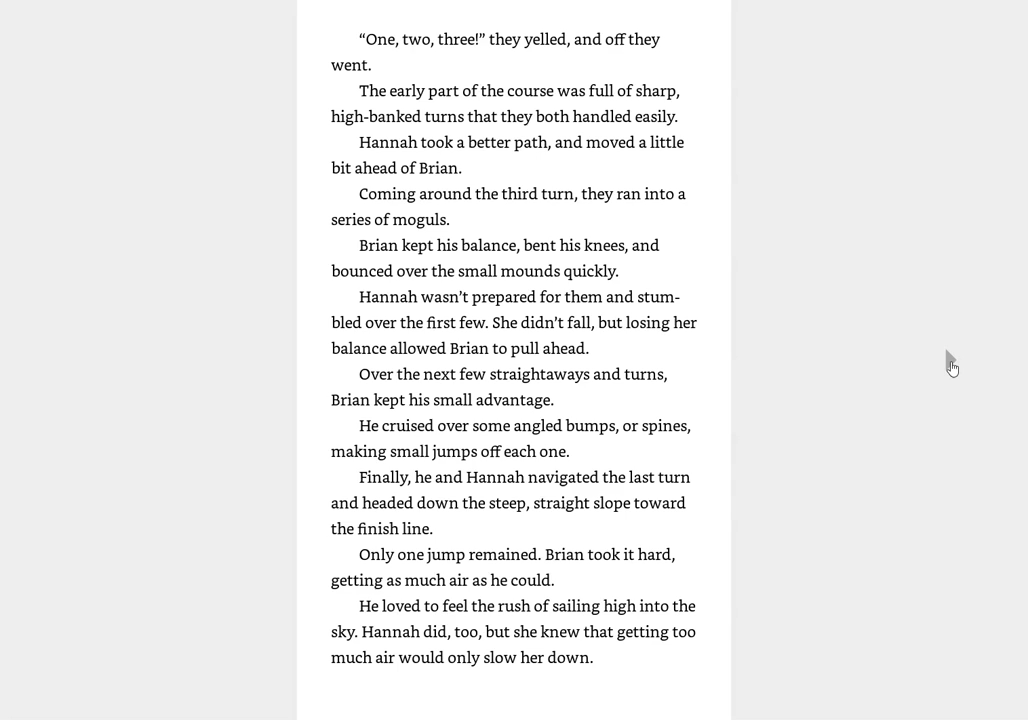 “One, two, three!” they yelled, and off they
went.
The early part of the course was full of sharp,
high-banked turns that they both handled easily.
Hannah took a better path, and moved a little
bit ahead of Brian.
Coming around the third turn, they ran into a
series of moguls.
Brian kept his balance, bent his knees, and
bounced over the small mounds quickly.
Hannah wasn’t prepared for them and stum-
bled over the first few. She didn’t fall, but losing her
balance allowed Brian to pull ahead.
Over the next few straightaways and turns,
Brian kept his small advantage.
He cruised over some angled bumps, or spines,
making small jumps off each one.
Finally, he and Hannah navigated the last turn
and headed down the steep, straight slope toward
the finish line.
Only one jump remained. Brian took it hard,
getting as much air as he could.
He loved to feel the rush of sailing high into the
sky. Hannah did, too, but she knew that getting too
much air would only slow her down.